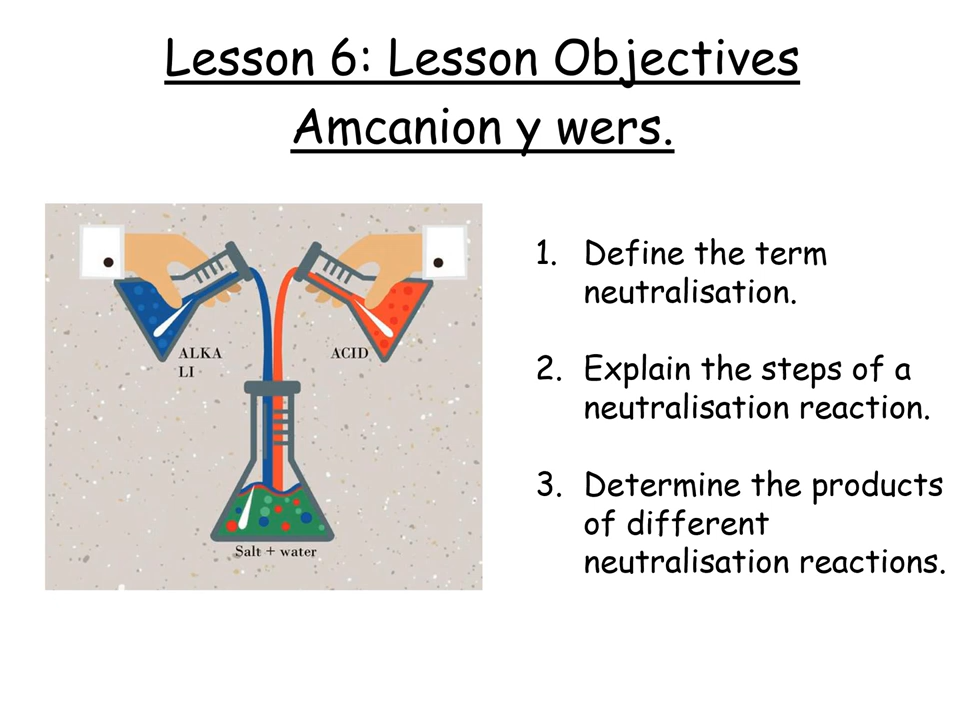 Lesson 6: Lesson Objectives
Amcanion y wers.
ALKA
LI
ACID
Salt + water
1. Define the term
neutralisation.
2. Explain the steps of a
neutralisation reaction.
3. Determine the products
of different
neutralisation reactions.